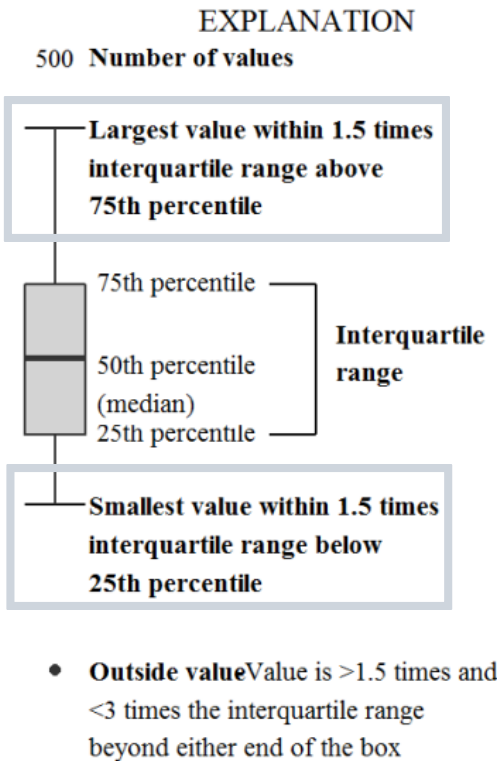 EXPLANATION
500 Number of values
Largest value within 1.5 times
interquartile range above
75th percentile
75th percentile
Interquartile
range
50th percentile
(median)
25th percentile
Smallest value within 1.5 times
interquartile range below
25th percentile
Outside valueValue is >1.5 times and
<3 times the interquartile range
beyond either end of the box